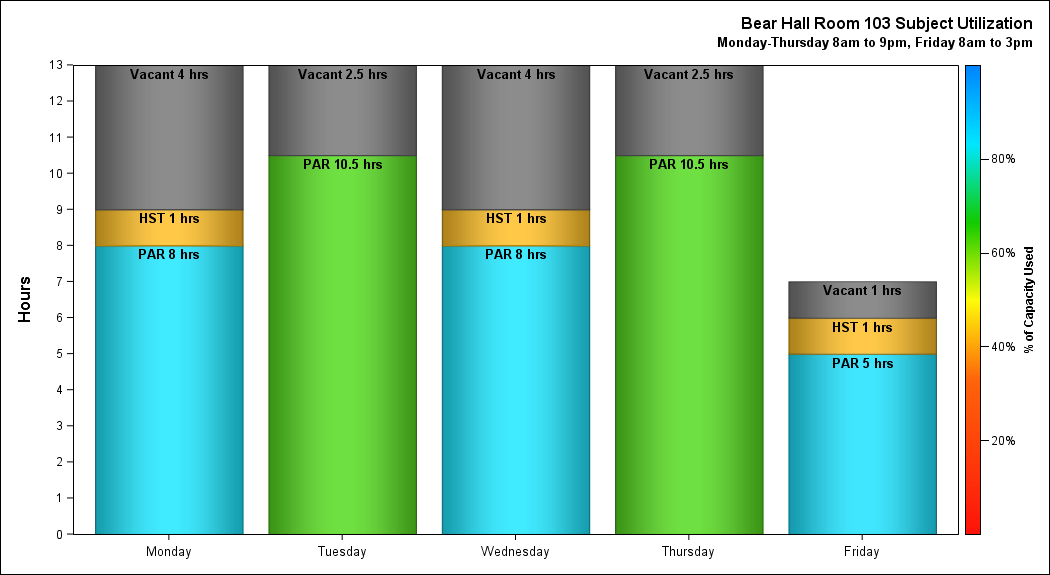 Bear Hall Room 103 Subject Utilization
Monday-Thursday 8am to 9pm, Friday 8am to 3pm
Hours
13
12
11
10
9
8
7
6
5
4
3
2
1
0
Vacant 4 hrs
HST 1 hrs
PAR 8 hrs
Vacant 2.5 hrs
PAR 10.5 hrs
Vacant 4 hrs
HST 1 hrs
PAR 8 hrs
Vacant 2.5 hrs
PAR 10.5 hrs
Vacant 1 hrs
HST 1 hrs
PAR 5 hrs
Monday
Tuesday
Wednesday
Thursday
Friday
80%
60%
40%
20%
% of Capacity Used